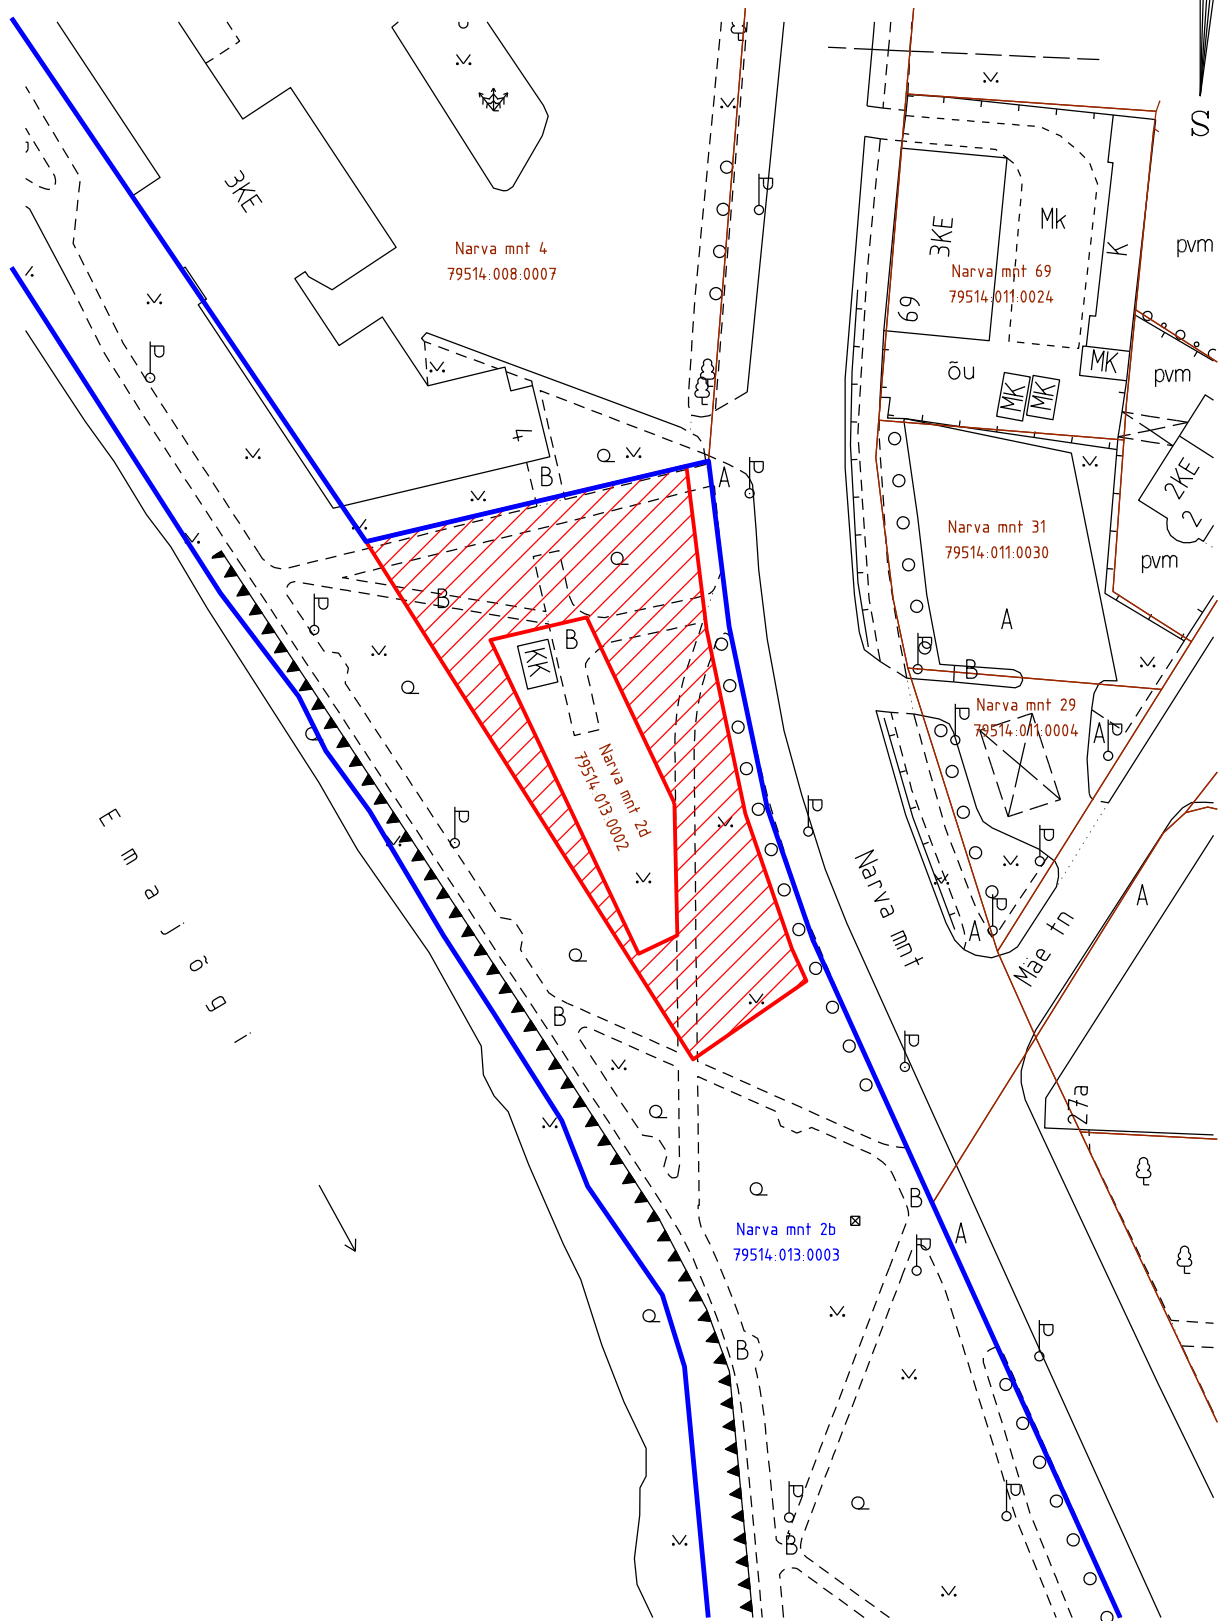 S
3KE
Narva mnt 4
79514:008:0007
3KE
Mk
K
pvm
Narva mnt 69
79514:011:0024
69
õu
MK
MK
MK
pvm
4
B
A
2KE
2
Narva mnt 31
79514:011:0030
pvm
B
A
B
KK
B
Narva mnt 29
79514:011:0004
A
Narva mnt 2d
79514:013:0002
Emajõgi
Narva mnt
A
A
Mäe tn
B
27a
B
A
Narva mnt 2b
79514:013:0003
B
B